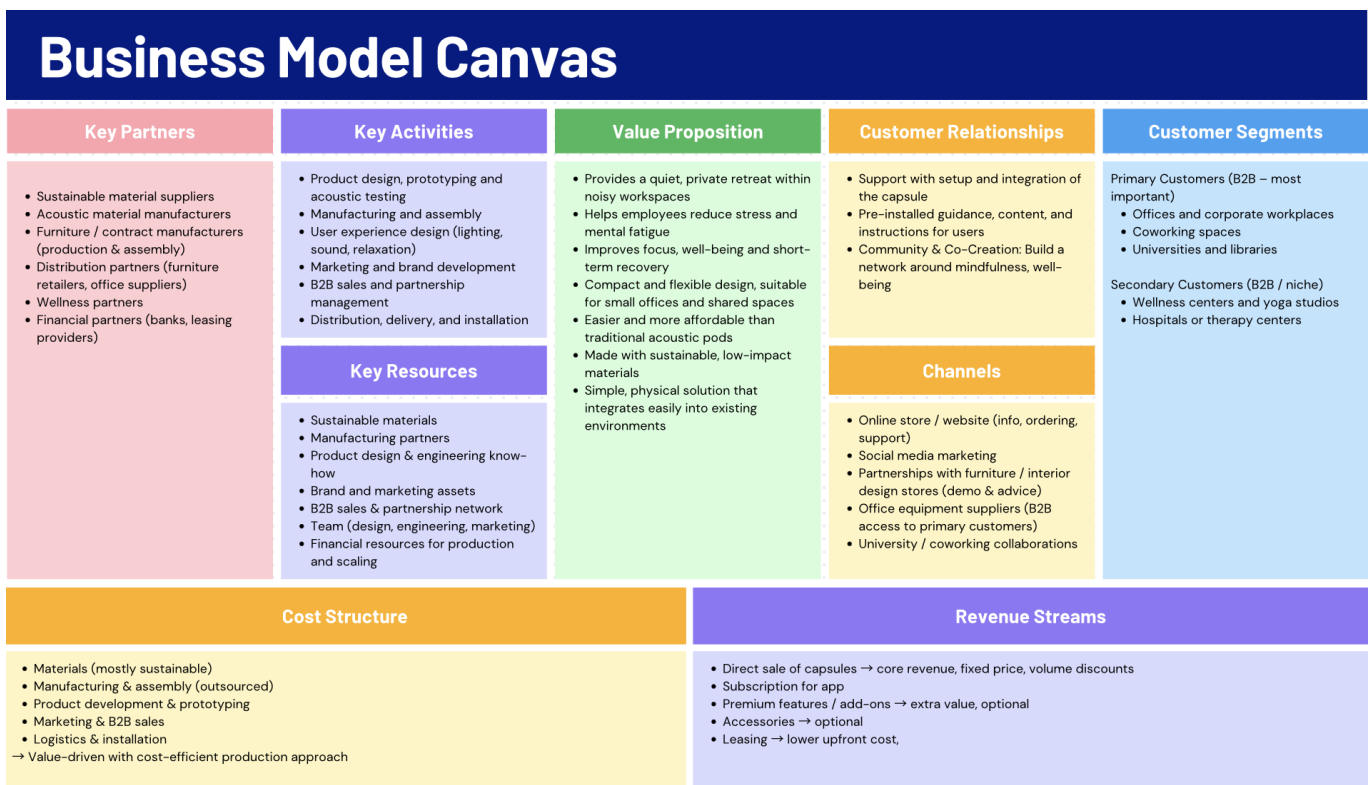 Business Model Canvas
Key Partners
• Sustainable material suppliers
• Acoustic material manufacturers
• Furniture / contract manufacturers
(production & assembly)
• Distribution partners (furniture
retailers, office suppliers)
• Wellness partners
• Financial partners (banks, leasing
providers)
Key Activities
• Product design, prototyping and
acoustic testing
• Manufacturing and assembly
• User experience design (lighting,
sound, relaxation)
• Marketing and brand development
• B2B sales and partnership
management
• Distribution, delivery, and installation
Key Resources
• Sustainable materials
• Manufacturing partners
• Product design & engineering know-
how
• Brand and marketing assets
• B2B sales & partnership network
• Team (design, engineering, marketing)
• Financial resources for production
and scaling
Value Proposition
• Provides a quiet, private retreat within
noisy workspaces
• Helps employees reduce stress and
mental fatigue
• Improves focus, well-being and short-
term recovery
• Compact and flexible design, suitable
for small offices and shared spaces
• Easier and more affordable than
traditional acoustic pods
• Made with sustainable, low-impact
materials
• Simple, physical solution that
integrates easily into existing
environments
Customer Relationships
• Support with setup and integration of
the capsule
• Pre-installed guidance, content, and
instructions for users
• Community & Co-Creation: Build a
network around mindfulness, well-
being
Channels
• Online store / website (info, ordering,
support)
• Social media marketing
• Partnerships with furniture / interior
design stores (demo & advice)
• Office equipment suppliers (B2B
access to primary customers)
• University / coworking collaborations
Customer Segments
Primary Customers (B2B – most
important)
• Offices and corporate workplaces
• Coworking spaces
• Universities and libraries
Secondary Customers (B2B / niche)
• Wellness centers and yoga studios
• Hospitals or therapy centers
Cost Structure
• Materials (mostly sustainable)
• Manufacturing & assembly (outsourced)
• Product development & prototyping
• Marketing & B2B sales
• Logistics & installation
→ Value-driven with cost-efficient production approach
Revenue Streams
• Direct sale of capsules → core revenue, fixed price, volume discounts
• Subscription for app
• Premium features / add-ons → extra value, optional
• Accessories → optional
• Leasing → lower upfront cost,